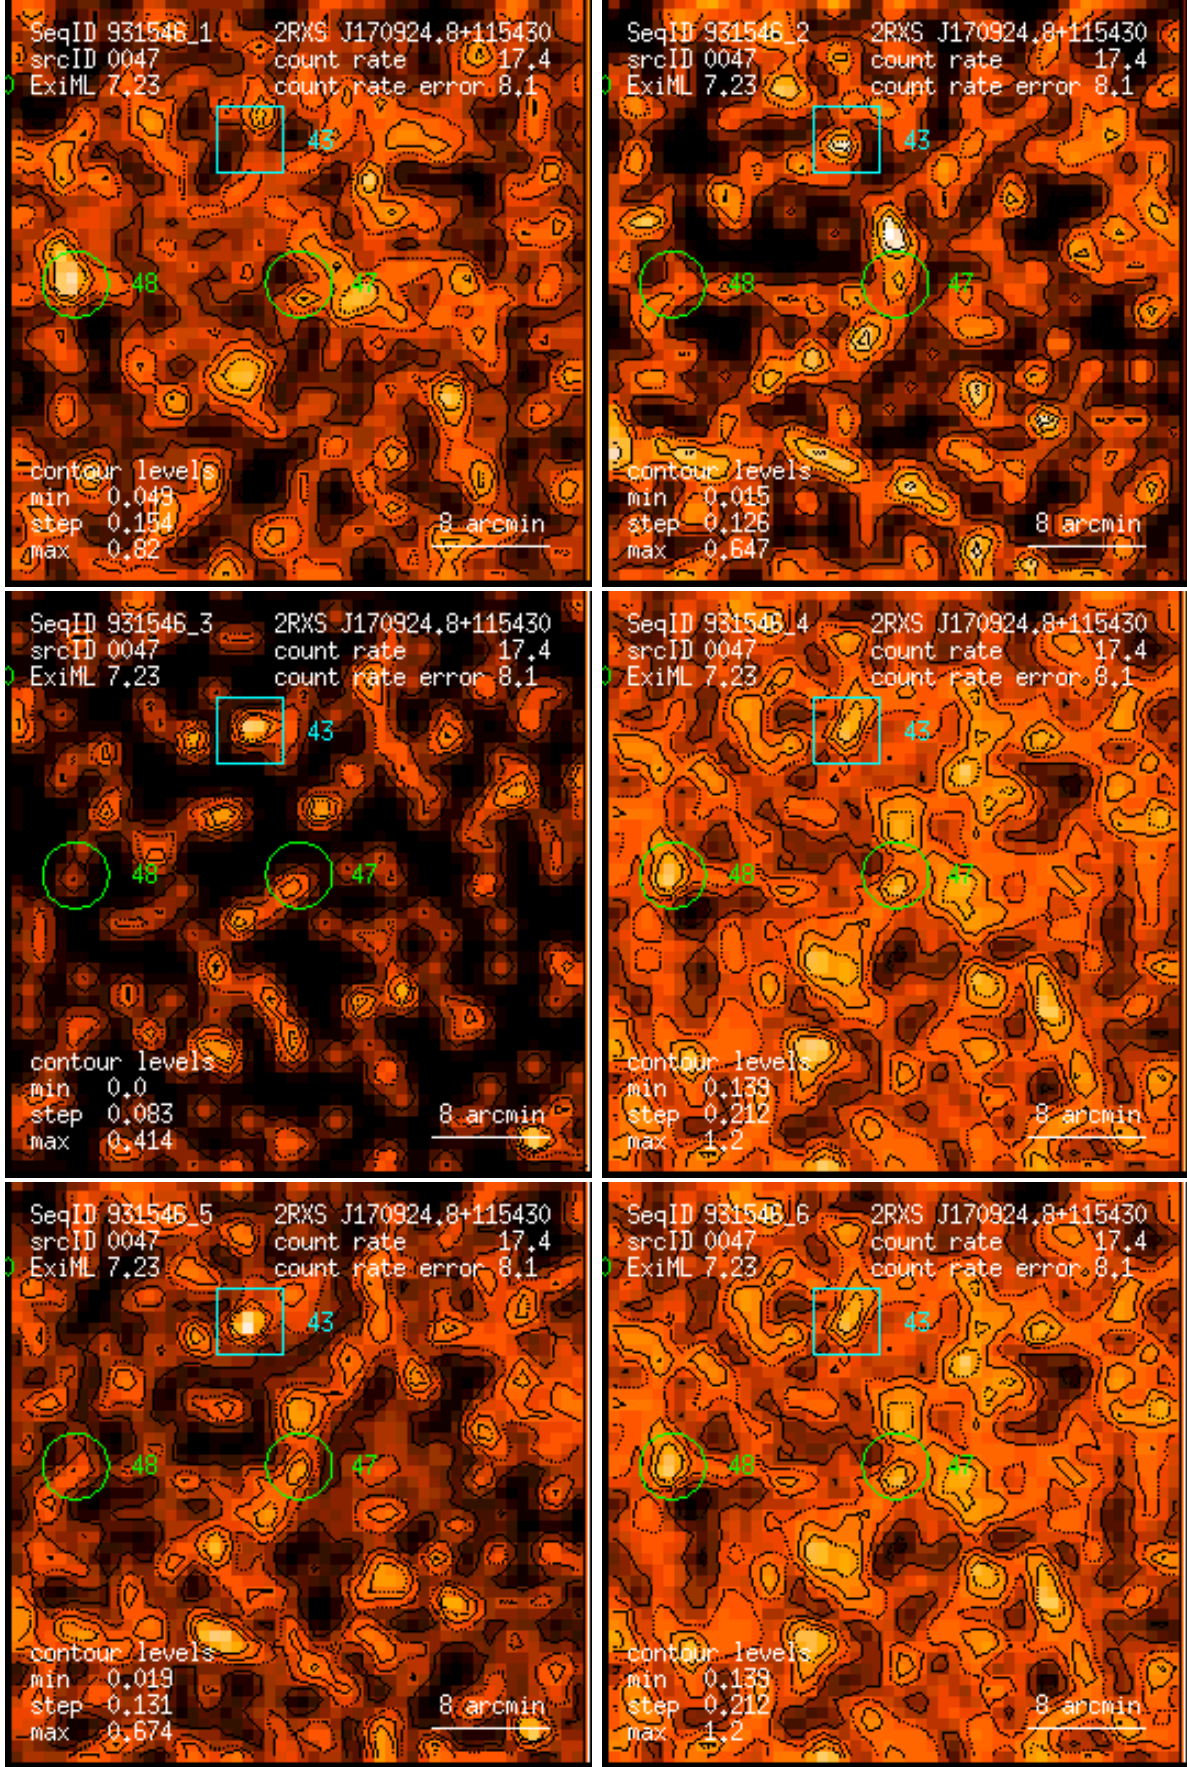 SeqID 931546_1 2RXS J170924.8+115430
srcID 0047 count rate 17.4
ExiML 7.23 count rate error 8.1
43
48
47
contour levels
min 0.049
step 0.154
max 0.82
8 arcmin
SeqID 931546_2 2RXS J170924.8+115430
srcID 0047 count rate 17.4
ExiML 7.23 count rate error 8.1
43
48
47
contour levels
min 0.015
step 0.126
max 0.647
8 arcmin
SeqID 931546_3 2RXS J170924.8+115430
srcID 0047 count rate 17.4
ExiML 7.23 count rate error 8.1
43
48
47
contour levels
min 0.0
step 0.083
max 0.414
8 arcmin
SeqID 931546_4 2RXS J170924.8+115430
srcID 0047 count rate 17.4
ExiML 7.23 count rate error 8.1
43
48
47
contour levels
min 0.139
step 0.212
max 1.2
8 arcmin
SeqID 931546_5 2RXS J170924.8+115430
srcID 0047 count rate 17.4
ExiML 7.23 count rate error 8.1
43
48
47
contour levels
min 0.019
step 0.131
max 0.674
8 arcmin
SeqID 931546_6 2RXS J170924.8+115430
srcID 0047 count rate 17.4
ExiML 7.23 count rate error 8.1
43
48
47
contour levels
min 0.139
step 0.212
max 1.2
8 arcmin